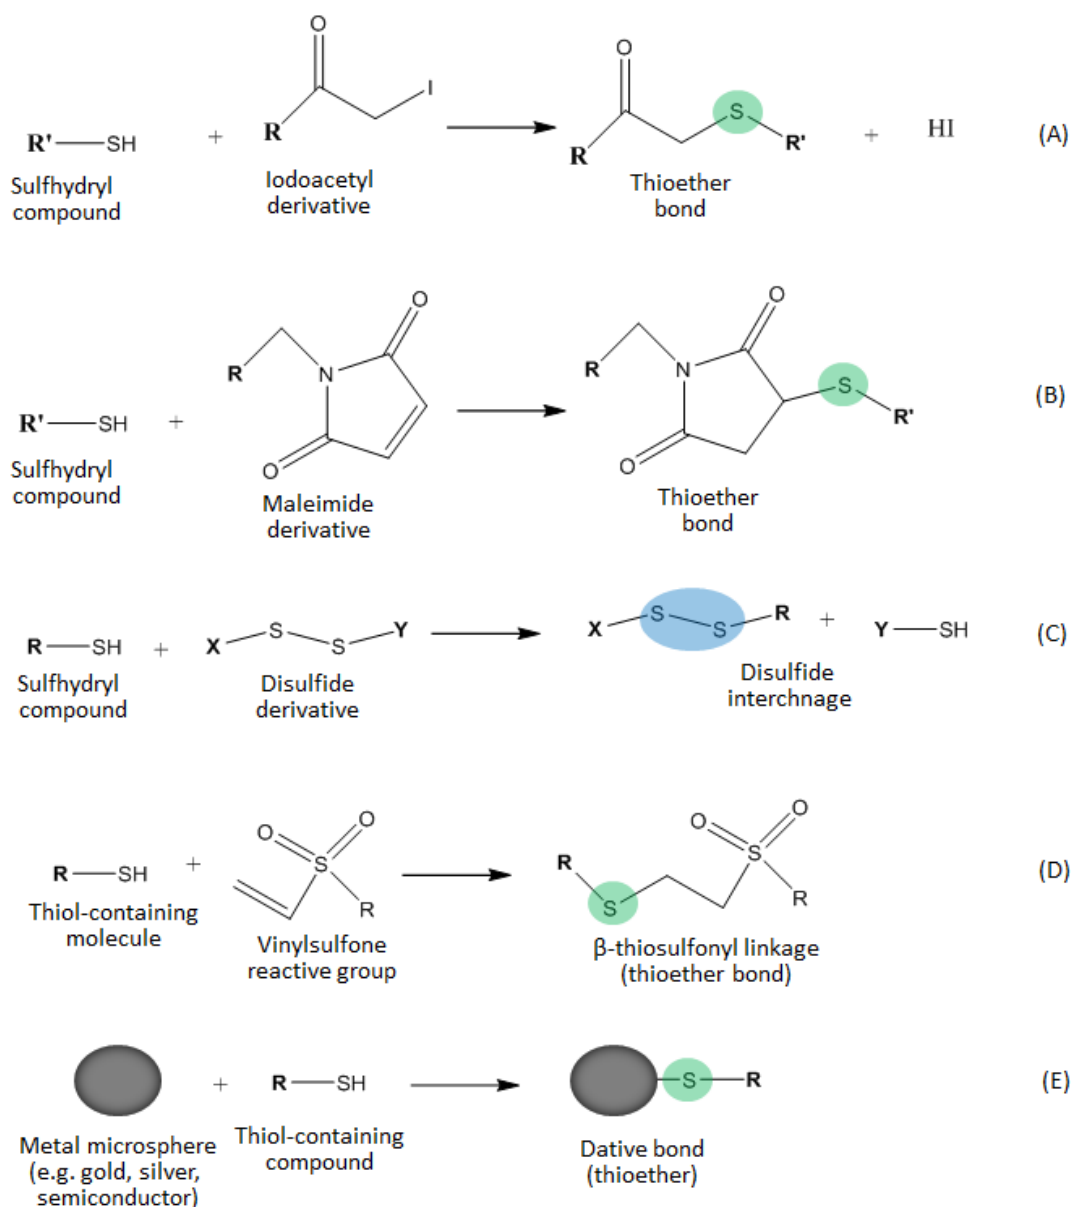 O
I
O
S
R'—SH
+
R
R
R'
+
HI
(A)
Sulfhydryl
compound
Iodoacetyl
derivative
Thioether
bond
O
O
R
N
R
N
S
R'
(B)
R'—SH
+
O
O
Sulfhydryl
compound
Maleimide
derivative
Thioether
bond
R—SH
+
X
S
S
Y
X
S
S
R
+
Y—SH
(C)
Sulfhydryl
compound
Disulfide
derivative
Disulfide
interchnage
O
O
O
O
R—SH
+
S
R
R
S
S
R
(D)
Thiol-containing
molecule
Vinylsulfone
reactive group
β-thiosulfonyl linkage
(thioether bond)
+
R—SH
S
R
(E)
Metal microsphere
(e.g. gold, silver,
semiconductor)
Thiol-containing
compound
Dative bond
(thioether)